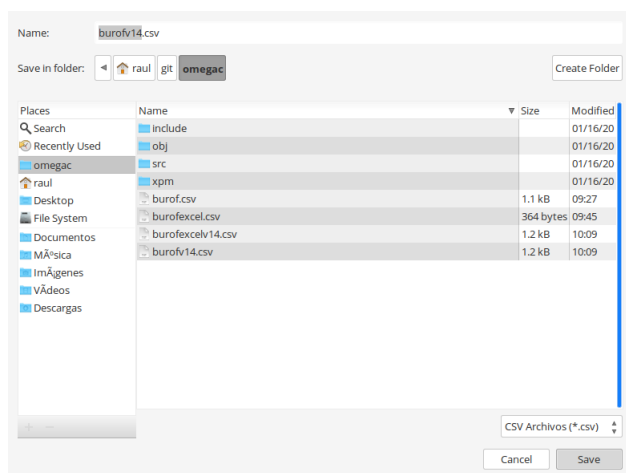 Name: burofv14.csv
Save in folder: raul git omegac Create Folder
Places Name Size Modified
Search include 01/16/20
Recently Used obj 01/16/20
omegac src 01/16/20
raul xpm 01/16/20
Desktop burof.csv 1.1 kB 09:27
File System burofexcel.csv 364 bytes 09:45
Documentos burofexcelv14.csv 1.2 kB 10:09
MÃºsica burofv14.csv 1.2 kB 10:09
ImÃ¡genes
VÃ­deos
Descargas
CSV Archivos (*.csv)
Cancel Save